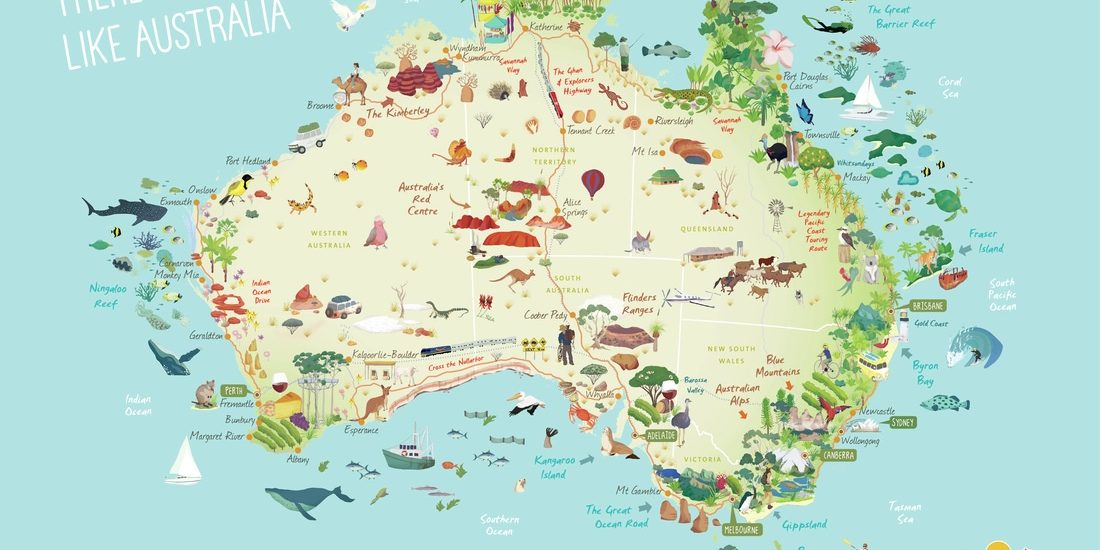 LIKE AUSTRALIA
The Great
Barrier Reef
Katherine
Wyndham
Kununurra
Savannah
Way
The Ghan
& Explorers
Highway
Coral
Sea
Port Douglas
Cairns
Broome
The Kimberley
Tennant Creek
Riversleigh
Savannah
Way
Townsville
Port Hedland
NORTHERN
TERRITORY
Mt Isa
Whitsundays
Mackay
Onslow
Exmouth
Australia's
Red
Centre
Alice
Springs
Legendary
Pacific
Coast
Touring
Route
WESTERN
AUSTRALIA
QUEENSLAND
Fraser
Island
Carnarvon
Monkey Mia
Ningaloo
Reef
Indian
Ocean
Drive
SOUTH
AUSTRALIA
Flinders
Ranges
South
Pacific
Ocean
BRISBANE
Coober Pedy
Gold Coast
Geraldton
Kalgoorlie-Boulder
Cross the Nullarbor
NEW SOUTH
WALES
Blue
Mountains
Byron
Bay
PERTH
Fremantle
Barossa
Valley
Australian
Alps
Whyalla
Indian
Ocean
Bunbury
Newcastle
SYDNEY
Margaret River
Esperance
ADELAIDE
Wollongong
Albany
Kangaroo
Island
VICTORIA
CANBERRA
Mt Gambier
The Great
Ocean Road
Southern
Ocean
Tasman
Sea
MELBOURNE
Gippsland